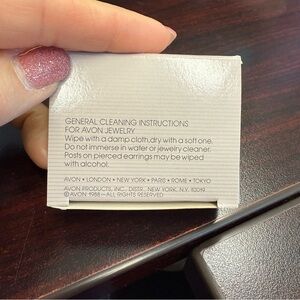 GENERAL CLEANING INSTRUCTIONS
FOR AVON JEWELRY
Wipe with a damp cloth,dry with a soft one.
Do not immerse in water or jewelry cleaner.
Posts on pierced earrings may be wiped
with alcohol.
AVON • LONDON • NEW YORK • PARIS • ROME • TOKYO
AVON PRODUCTS, INC., DISTR., NEW YORK, N.Y. 10019
© AVON 1988—ALL RIGHTS RESERVED